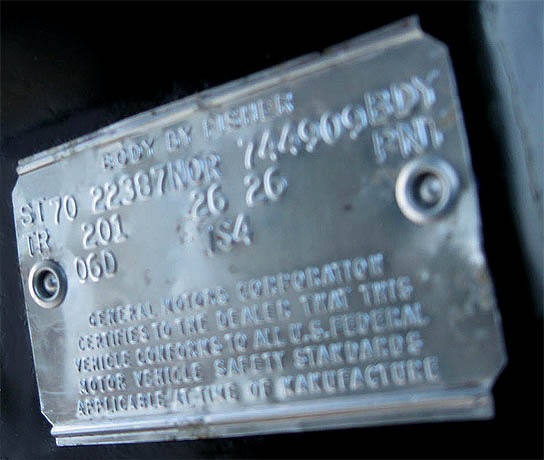 BODY BY FISHER
ST70 22387NOR 744909BDY
TR 201 26 26 PNT
06D
GENERAL MOTORS CORPORATION
CERTIFIES TO THE DEALER THAT THIS
VEHICLE CONFORMS TO ALL U.S. FEDERAL
MOTOR VEHICLE SAFETY STANDARDS
APPLICABLE AT TIME OF MANUFACTURE